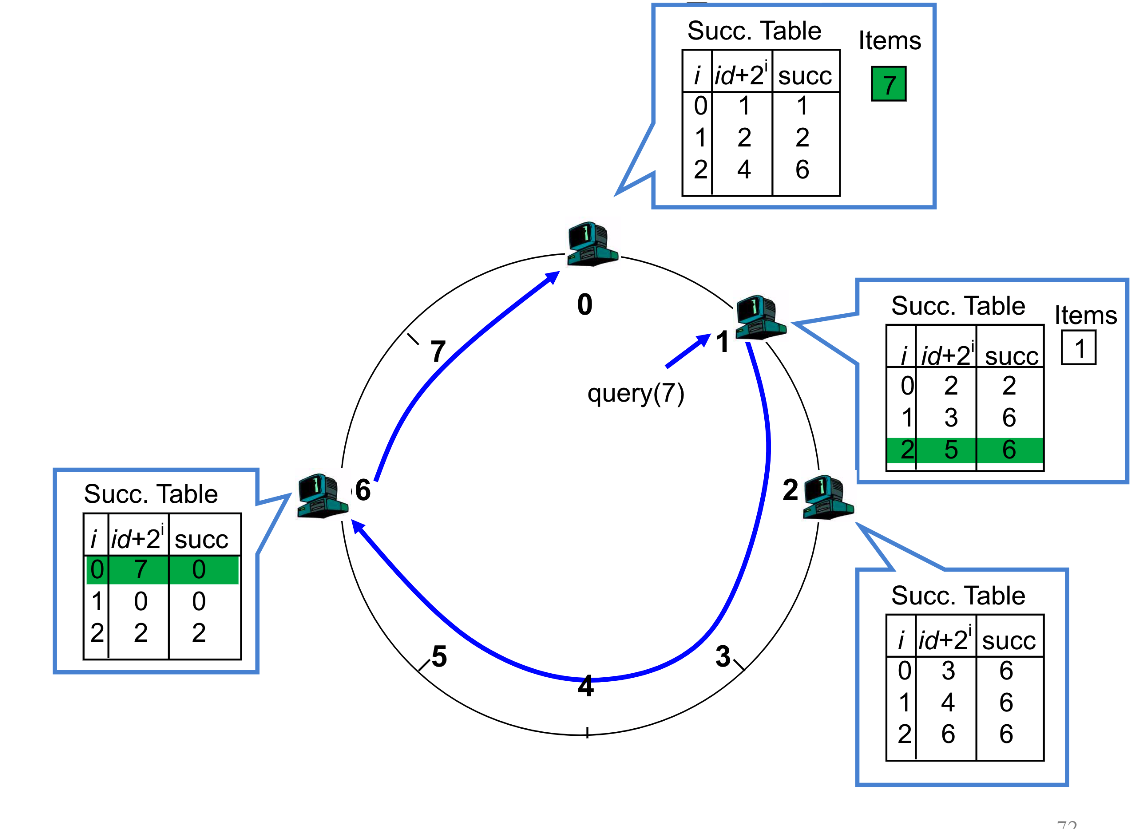 Succ. Table
Items
i id+2^i succ
7
0 1 1
1 2 2
2 4 6
0
Succ. Table
Items
1
i id+2^i succ
1
0 2 2
1 3 6
2 5 6
7
query(7)
Succ. Table
i id+2^i succ
0 7 0
1 0 0
2 2 2
6
2
Succ. Table
i id+2^i succ
0 3 6
1 4 6
2 6 6
5
3
4